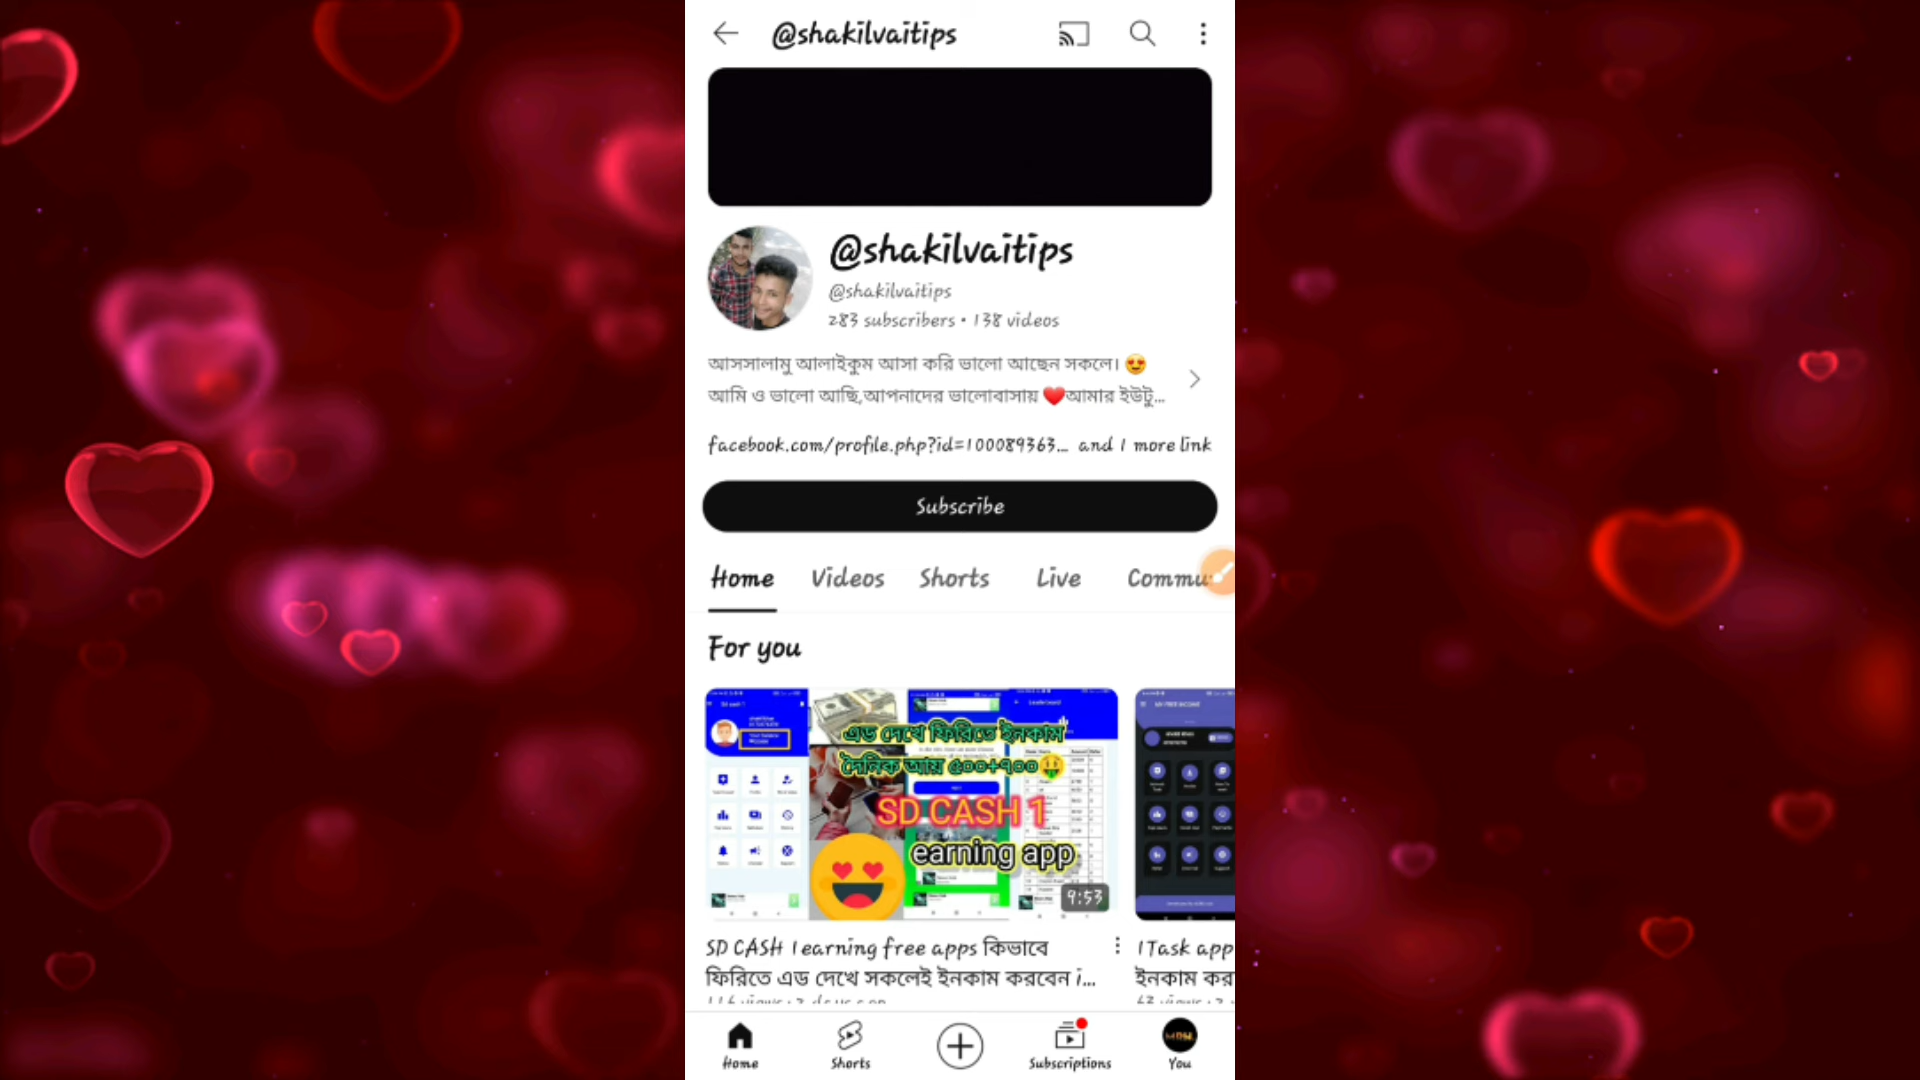 @shakilvaitips
@shakilvaitips
@shakilvaitips
283 subscribers • 138 videos
আসসালামু আলাইকুম আসা করি ভালো আছেন সকলে। 😍
আমি ও ভালো আছি,আপনাদের ভালোবাসায় ❤️আমার ইউটু...
facebook.com/profile.php?id=100089363... and 1 more link
Subscribe
Home Videos Shorts Live Commu
For you
এড দেখে ফিরিতে ইনকাম
দৈনিক আয় ৫০০+৭০০🤑
SD CASH 1
earning app
9:53
SD CASH 1 earning free apps কিভাবে
ফিরিতে এড দেখে সকলেই ইনকাম করবেন i...
1 Task app
ইনকাম কর
Home Shorts Subscriptions You